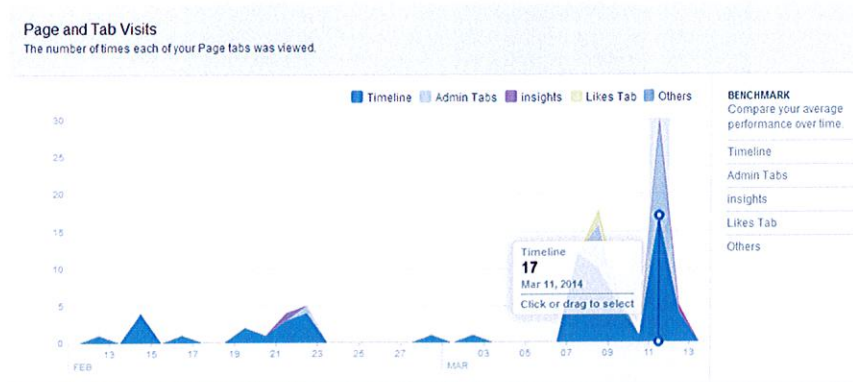 Page and Tab Visits
The number of times each of your Page tabs was viewed.
Timeline Admin Tabs insights Likes Tab Others
BENCHMARK
Compare your average
performance over time.
Timeline
Admin Tabs
insights
Likes Tab
Others
30
25
20
15
10
5
0
Timeline
17
Mar 11, 2014
Click or drag to select
13 15 17 19 21 23 25 27 03 05 07 09 11 13
FEB MAR